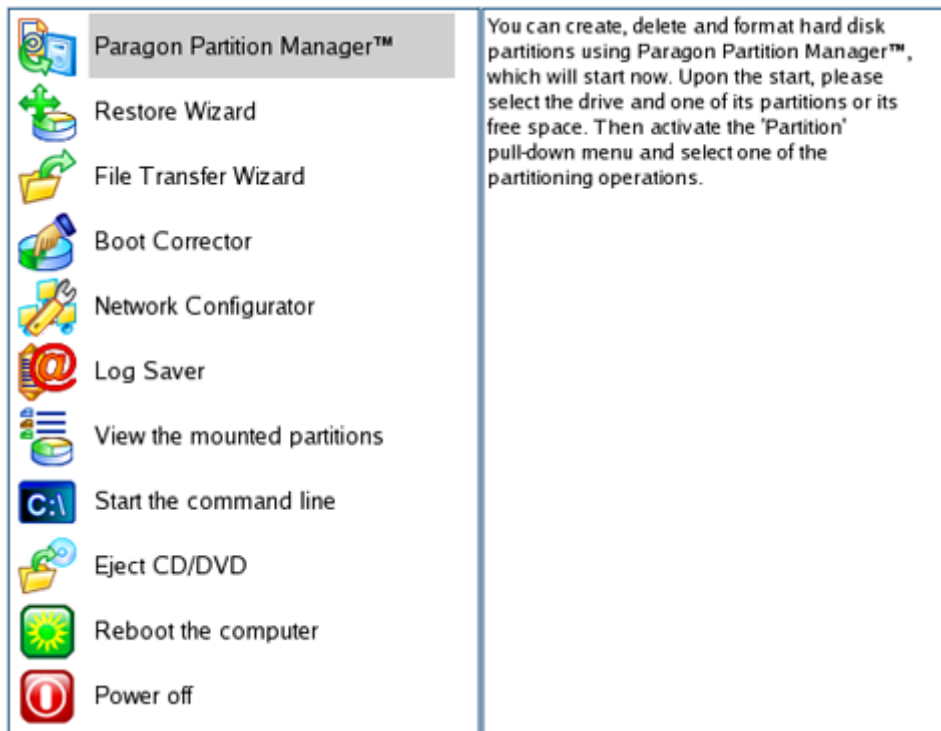 Paragon Partition Manager™
Restore Wizard
File Transfer Wizard
Boot Corrector
Network Configurator
Log Saver
View the mounted partitions
C:\
Start the command line
Eject CD/DVD
Reboot the computer
Power off
You can create, delete and format hard disk
partitions using Paragon Partition Manager™,
which will start now. Upon the start, please
select the drive and one of its partitions or its
free space. Then activate the 'Partition'
pull-down menu and select one of the
partitioning operations.